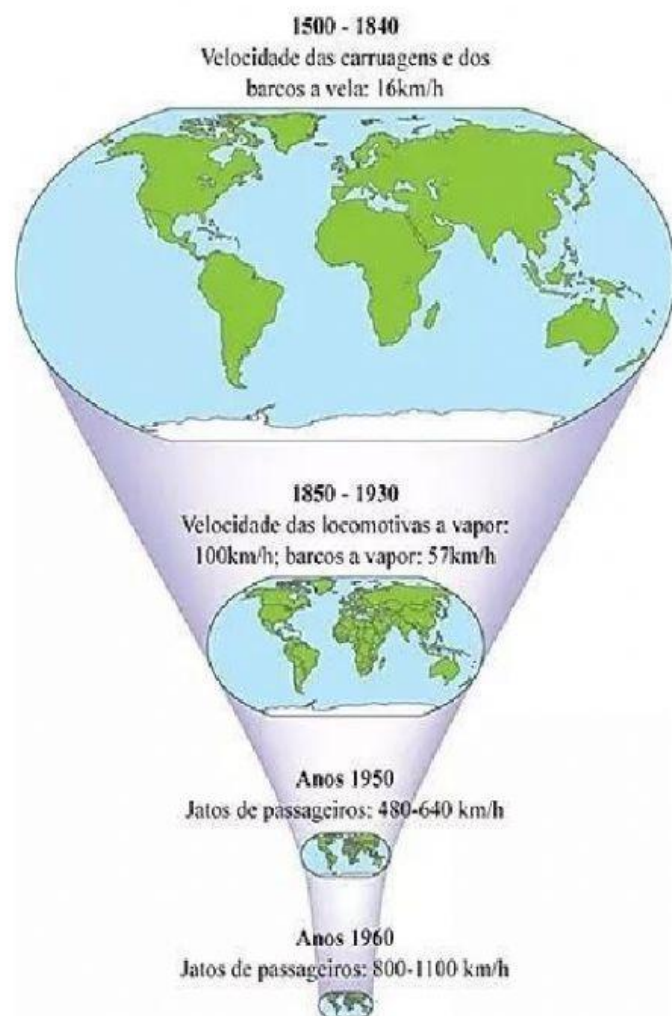 1500 - 1840
Velocidade das carruagens e dos
barcos a vela: 16km/h
1850 - 1930
Velocidade das locomotivas a vapor:
100km/h; barcos a vapor: 57km/h
Anos 1950
Jatos de passageiros: 480-640 km/h
Anos 1960
Jatos de passageiros: 800-1100 km/h